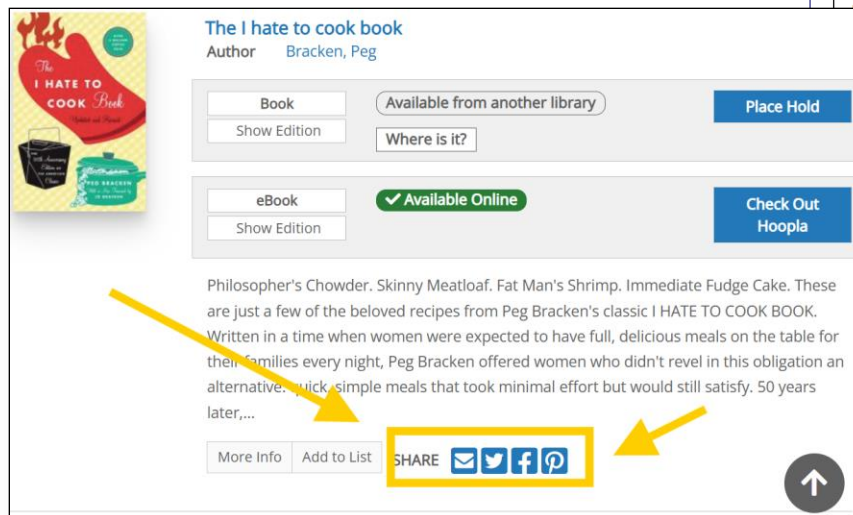 The
I HATE TO
COOK Book
PEG BRACKEN
The I hate to cook book
Author Bracken, Peg
Book
Show Edition
Available from another library
Where is it?
Place Hold
eBook
Show Edition
Available Online
Check Out
Hoopla
Philosopher's Chowder. Skinny Meatloaf. Fat Man's Shrimp. Immediate Fudge Cake. These
are just a few of the beloved recipes from Peg Bracken's classic I HATE TO COOK BOOK.
Written in a time when women were expected to have full, delicious meals on the table for
their families every night, Peg Bracken offered women who didn't revel in this obligation an
alternative: quick, simple meals that took minimal effort but would still satisfy. 50 years
later,...
More Info Add to List SHARE